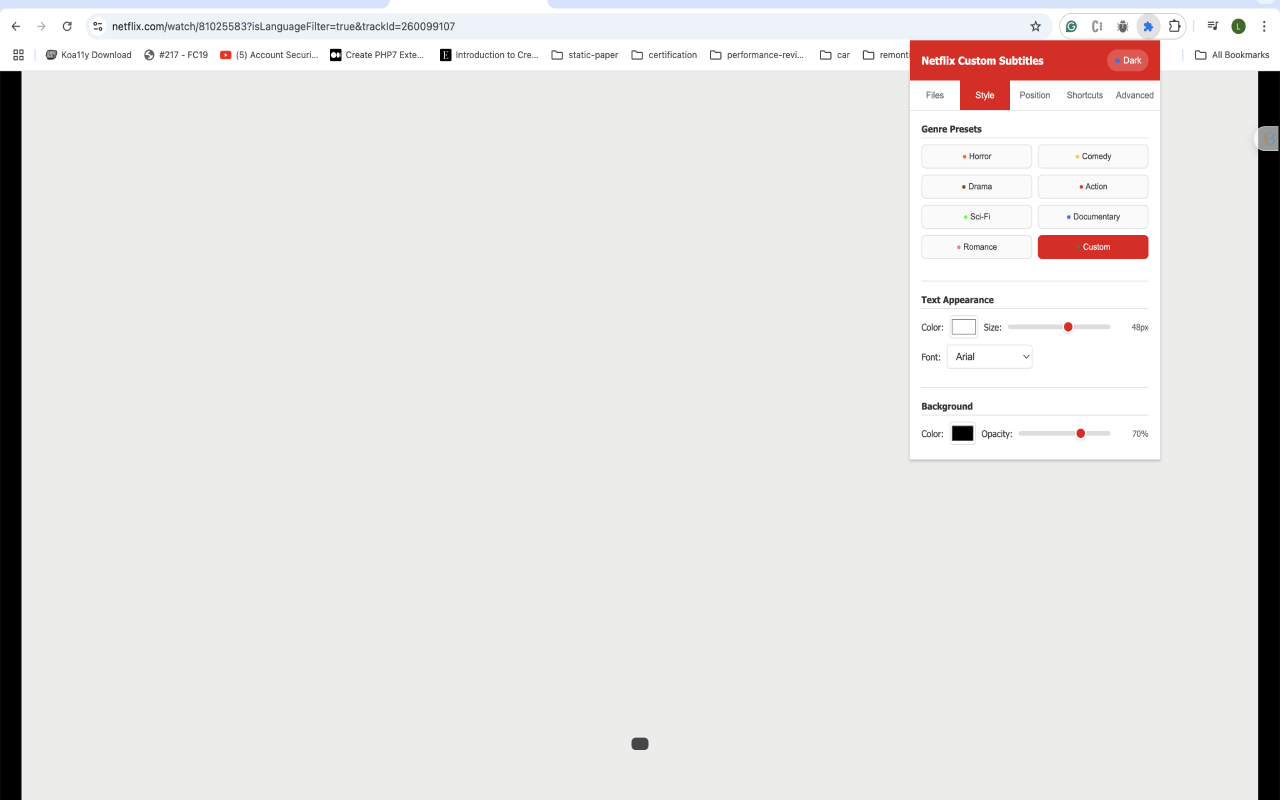 netflix.com/watch/81025583?isLanguageFilter=true&trackId=260099107
L
Koa11y Download
#217 - FC19
(5) Account Securi...
Create PHP7 Exte...
Introduction to Cre...
static-paper
certification
performance-revi...
car
remont
All Bookmarks
Netflix Custom Subtitles
Dark
Files
Style
Position
Shortcuts
Advanced
Genre Presets
Horror
Comedy
Drama
Action
Sci-Fi
Documentary
Romance
Custom
Text Appearance
Color:
Size:
48px
Font:
Arial
Background
Color:
Opacity:
70%